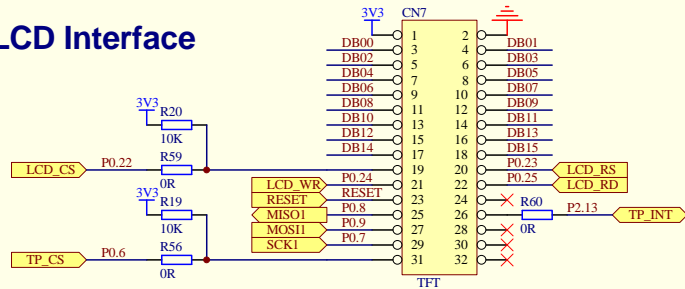 3V3 CN7
LCD Interface
1 2
DB00 3 4 DB01
DB02 5 6 DB03
DB04 7 8 DB05
DB06 9 10 DB07
3V3 R20 DB08 11 12 DB09
DB10 13 14 DB11
10K DB12 15 16 DB13
R59 DB14 17 18 DB15
LCD_CS P0.22 19 20 P0.23 LCD_RS
0R LCD_WR P0.24 21 22 P0.25 LCD_RD
3V3 RESET RESET 23 24
R19 MISO1 P0.8 25 26 R60 P2.13 TP_INT
10K MOSI1 P0.9 27 28 0R
R56 SCK1 P0.7 29 30
TP_CS P0.6 31 32
0R
TFT